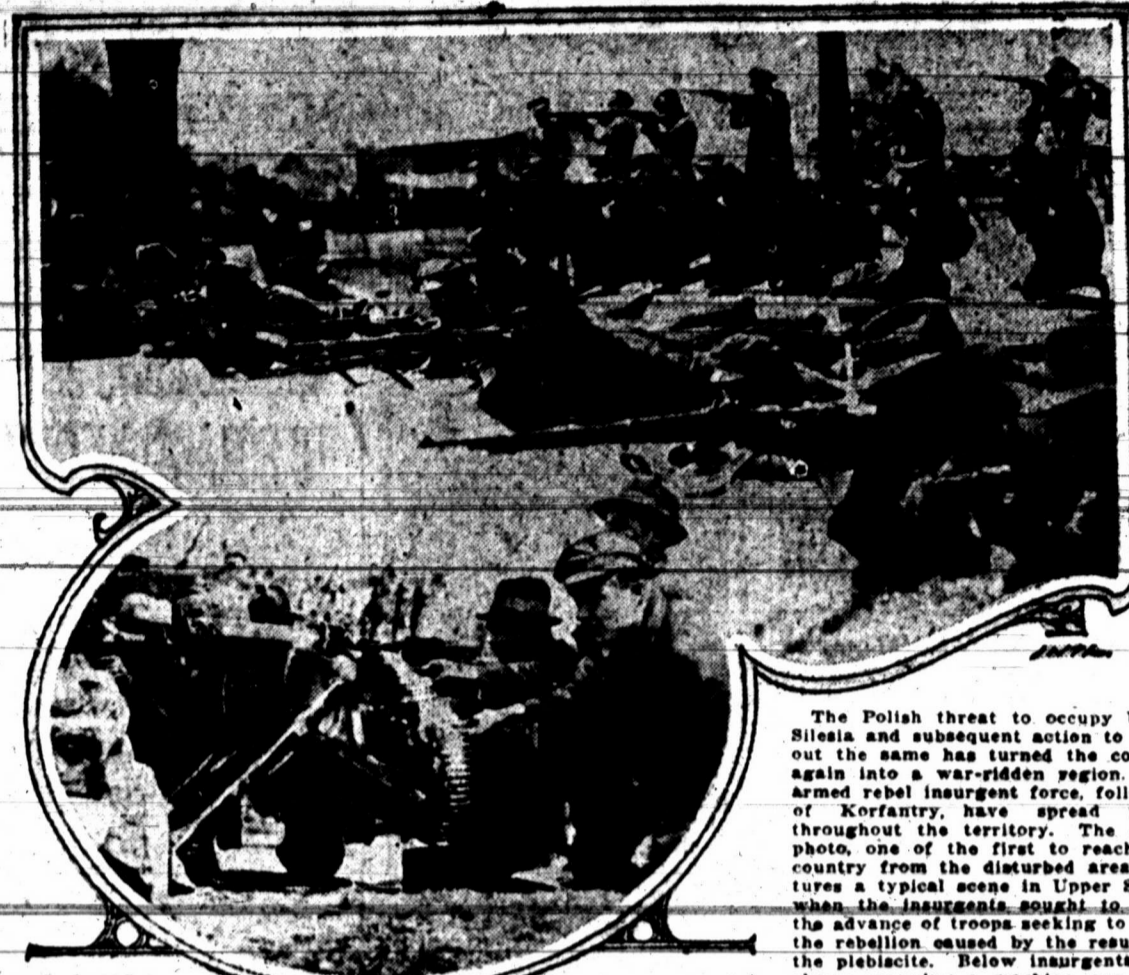 The Polish threat to occupy
Silesia and subsequent action to
out the same has turned the co
again into a war-ridden region.
armed rebel insurgent force, foll
of Korfantry, have spread
throughout the territory. The
photo, one of the first to reach
country from the disturbed area
tures a typical scene in Upper S
when the insurgents sought to
the advance of troops seeking to
the rebellion caused by the resu
the plebiscite. Below insurgents